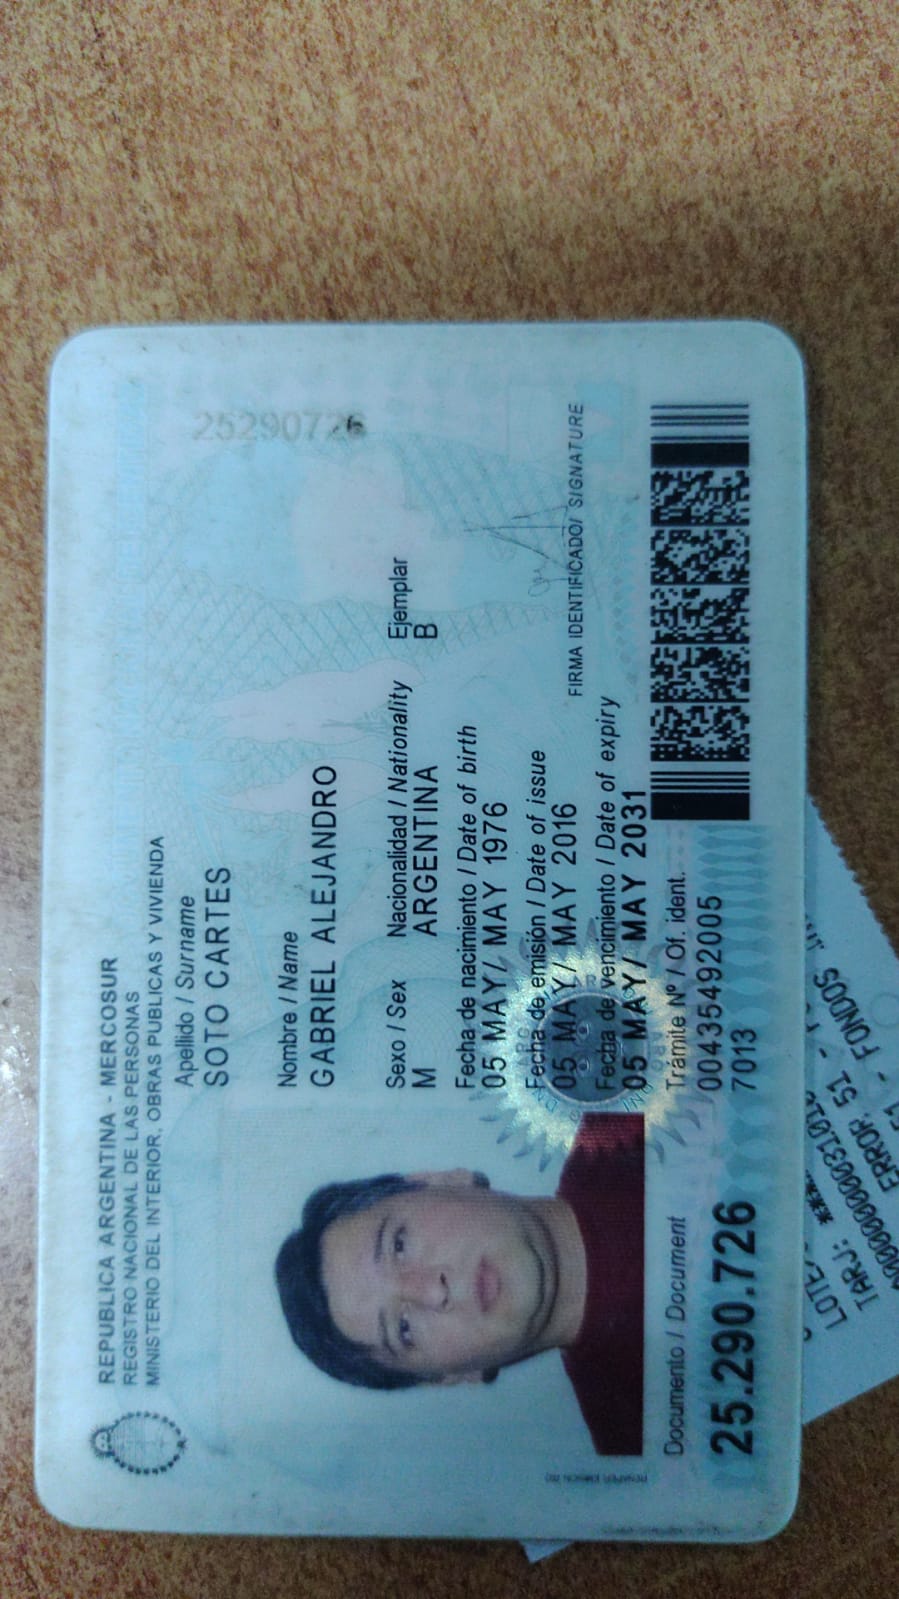 REPUBLICA ARGENTINA - MERCOSUR
REGISTRO NACIONAL DE LAS PERSONAS
MINISTERIO DEL INTERIOR, OBRAS PUBLICAS Y VIVIENDA
Apellido / Surname
SOTO CARTES
25290726
Nombre / Name
GABRIEL ALEJANDRO
Sexo / Sex Nacionalidad / Nationality Ejemplar
M ARGENTINA B
Fecha de nacimiento / Date of birth
05 MAY/ MAY 1976
Fecha de emisión / Date of issue
05 MAY/ MAY 2016
FIRMA IDENTIFICADO/ SIGNATURE
Fecha de vencimiento / Date of expiry
05 MAY/ MAY 2031
Documento / Document
25.290.726
Trámite Nº / Of. ident.
00435492005
7013
LOTE
TARJ:
ERROR 51 - FONDOS